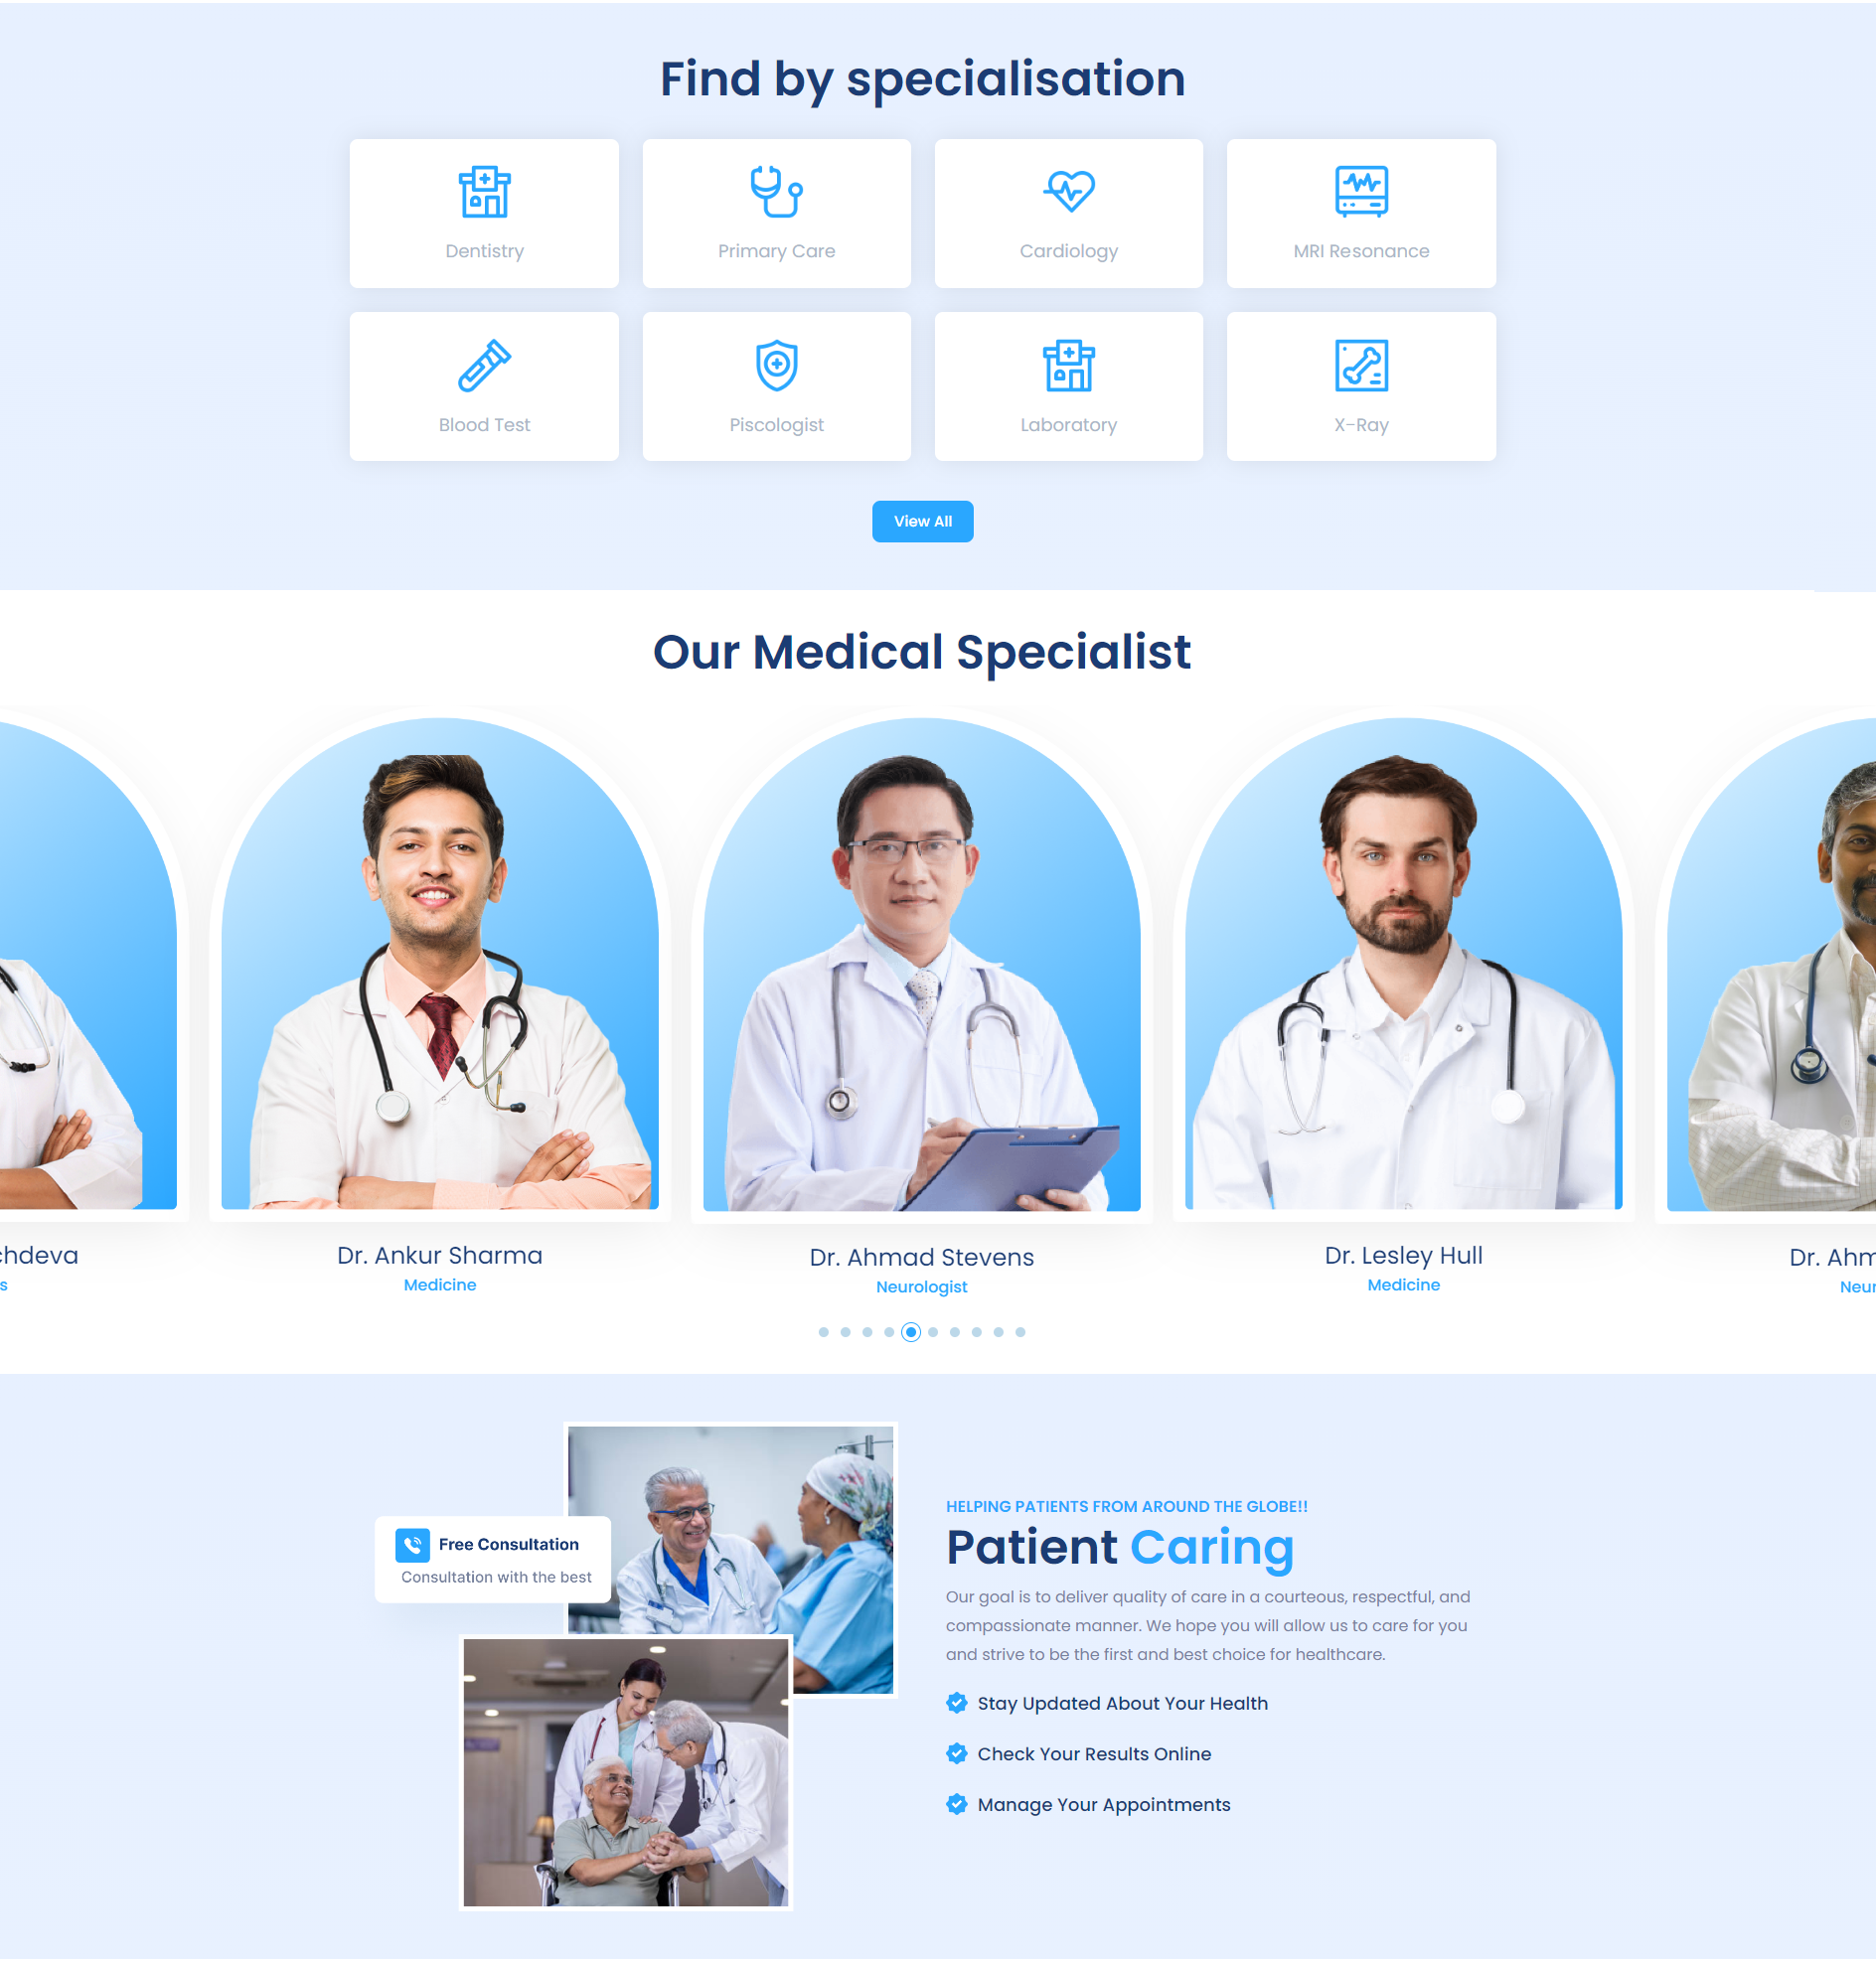 Find by specialisation
Dentistry
Primary Care
Cardiology
MRI Resonance
Blood Test
Piscologist
Laboratory
X-Ray
View All
Our Medical Specialist
chdeva
s
Dr. Ankur Sharma
Medicine
Dr. Ahmad Stevens
Neurologist
Dr. Lesley Hull
Medicine
Dr. Ahm
Neur
Free Consultation
Consultation with the best
HELPING PATIENTS FROM AROUND THE GLOBE!!
Patient Caring
Our goal is to deliver quality of care in a courteous, respectful, and
compassionate manner. We hope you will allow us to care for you
and strive to be the first and best choice for healthcare.
Stay Updated About Your Health
Check Your Results Online
Manage Your Appointments